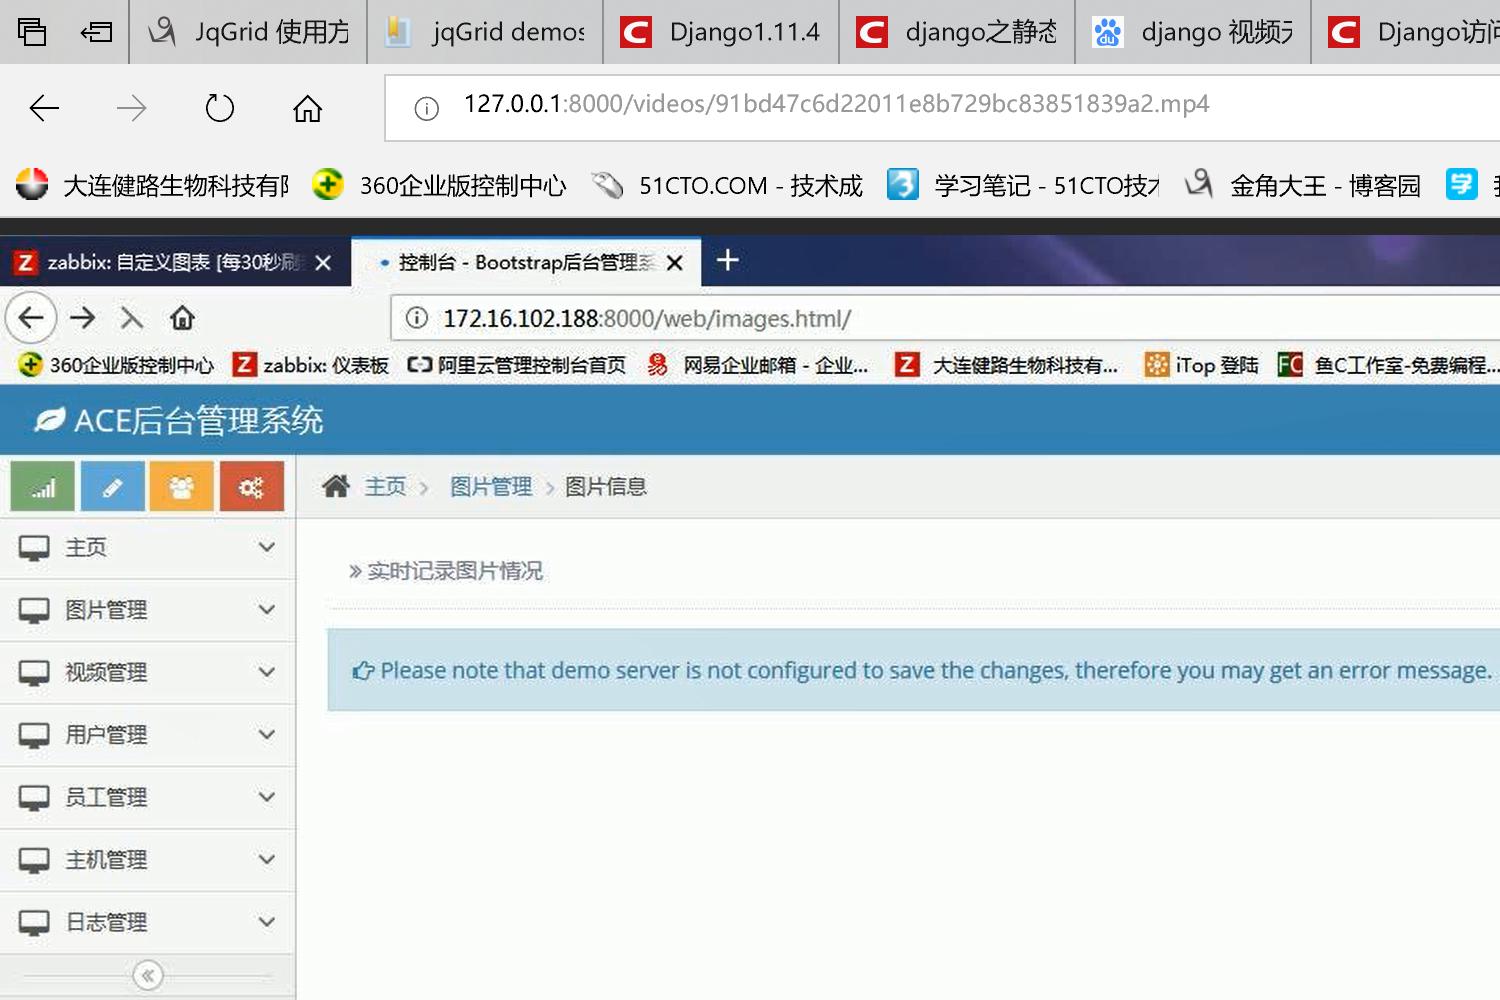 JqGrid 使用方
jqGrid demos
Django1.11.4
django之静态
django 视频
Django访问
127.0.0.1:8000/videos/91bd47c6d22011e8b729bc83851839a2.mp4
大连健路生物科技有限
360企业版控制中心
51CTO.COM - 技术成
学习笔记 - 51CTO技术
金角大王 - 博客园
学
zabbix: 自定义图表 [每30秒刷
控制台 - Bootstrap后台管理系
172.16.102.188:8000/web/images.html/
360企业版控制中心
zabbix: 仪表板
阿里云管理控制台首页
网易企业邮箱 - 企业...
大连健路生物科技有...
iTop 登陆
鱼C工作室-免费编程...
ACE后台管理系统
主页
图片管理
图片信息
主页
实时记录图片情况
图片管理
Please note that demo server is not configured to save the changes, therefore you may get an error message.
视频管理
用户管理
员工管理
主机管理
日志管理